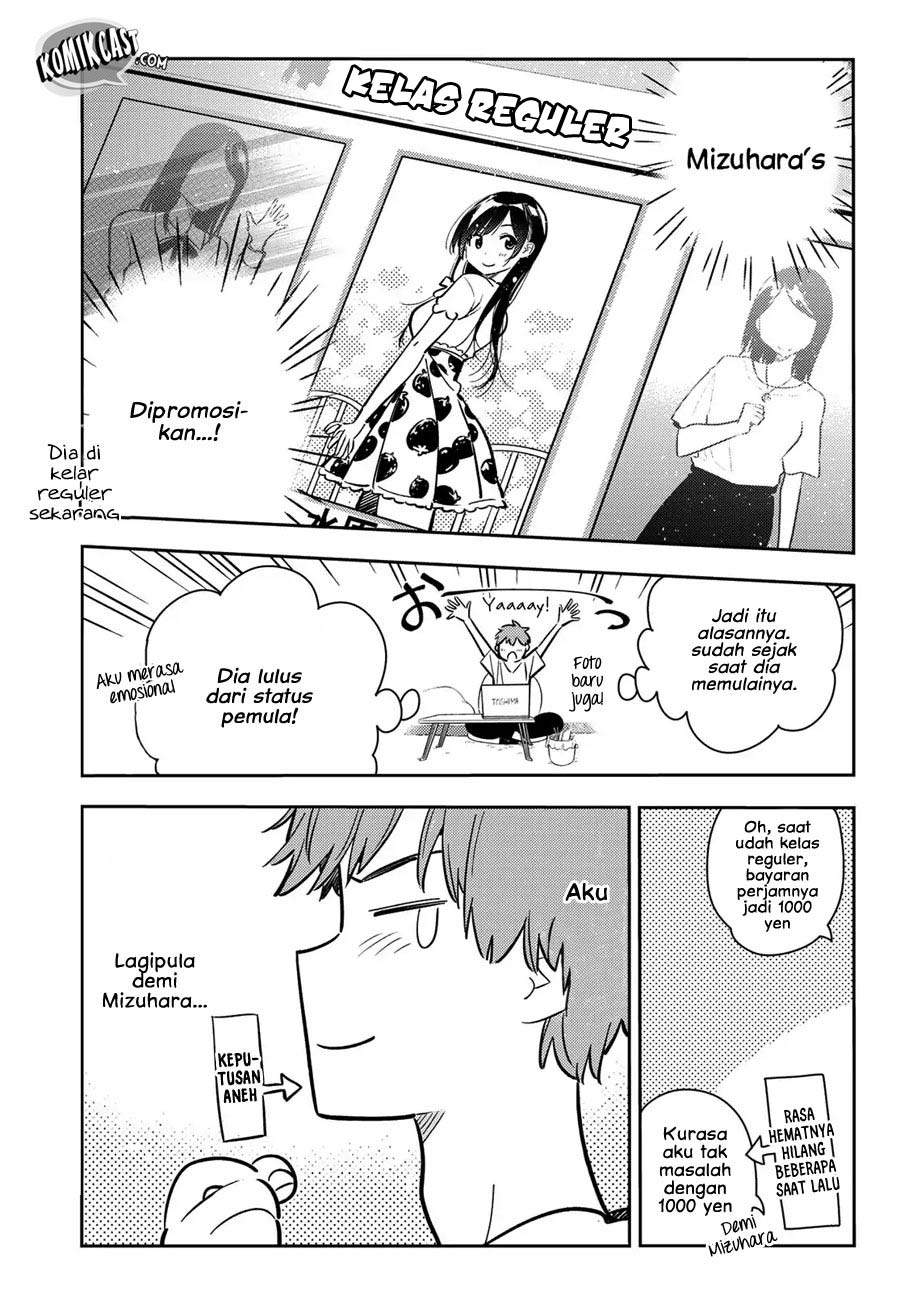 KOMIKCAST
.COM
KELAS REGULER
Mizuhara's
Dipromosi-
kan...!
Dia di
kelar
reguler
sekarang
Jadi itu
alasannya.
sudah sejak
saat dia
memulainya.
お
っ
Yaaaay!
Foto
baru
juga!
TOSHIMA
Dia lulus
dari status
pemula!
Aku merasa
emosional
Oh, saat
udah kelas
reguler,
bayaran
perjamnya
jadi 1000
yen
RASA
HEMATNYA
HILANG
BEBERAPA
SAAT LALU
Kurasa
aku tak
masalah
dengan
1000 yen
Demi
Mizuhara
Aku
Lagipula
demi
Mizuhara...
KEPU-
TUSAN
ANEH